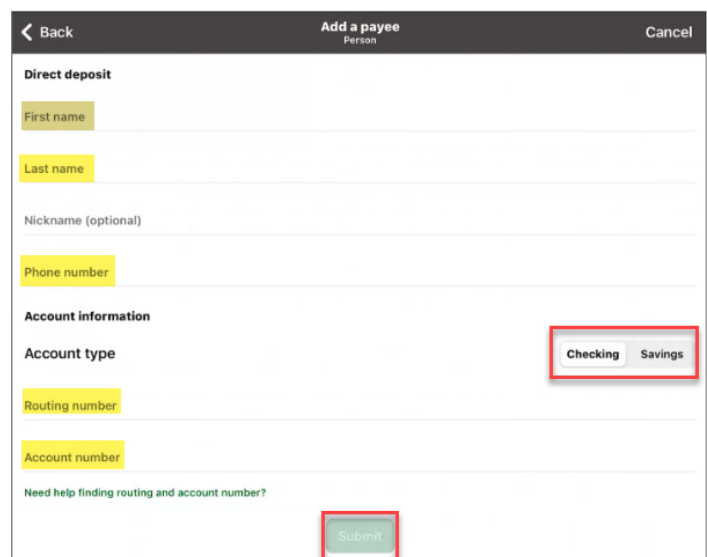 Back
Add a payee
Person
Cancel
Direct deposit
First name
Last name
Nickname (optional)
Phone number
Account information
Account type
Checking
Savings
Routing number
Account number
Need help finding routing and account number?
Submit